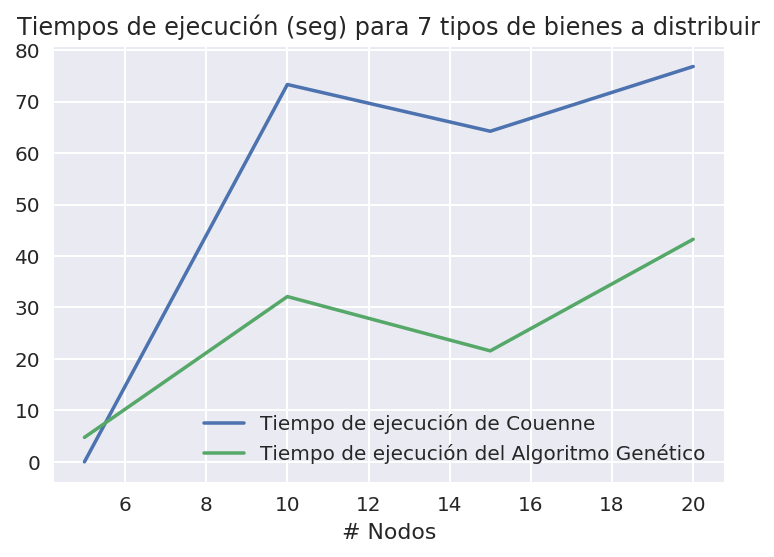 Tiempos de ejecución (seg) para 7 tipos de bienes a distribuir
80
70
60
50
40
30
20
10
0
Tiempo de ejecución de Couenne
Tiempo de ejecución del Algoritmo Genético
6 8 10 12 14 16 18 20
# Nodos